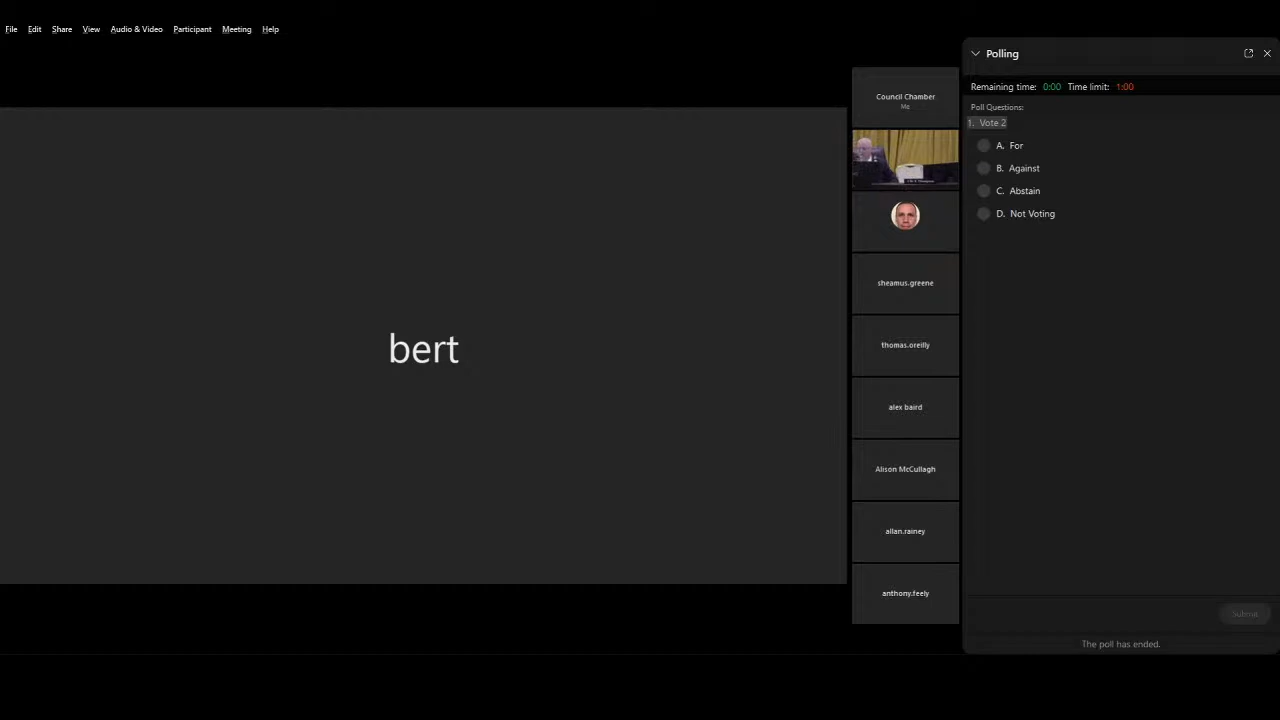 File Edit Share View Audio & Video Participant Meeting Help
Polling
Remaining time: 0:00 Time limit: 1:00
Poll Questions:
1. Vote 2
A. For
B. Against
C. Abstain
D. Not Voting
Submit
The poll has ended.
bert
Council Chamber
Me
sheamus.greene
thomas.oreilly
alex baird
Alison McCullagh
allan.rainey
anthony.feely